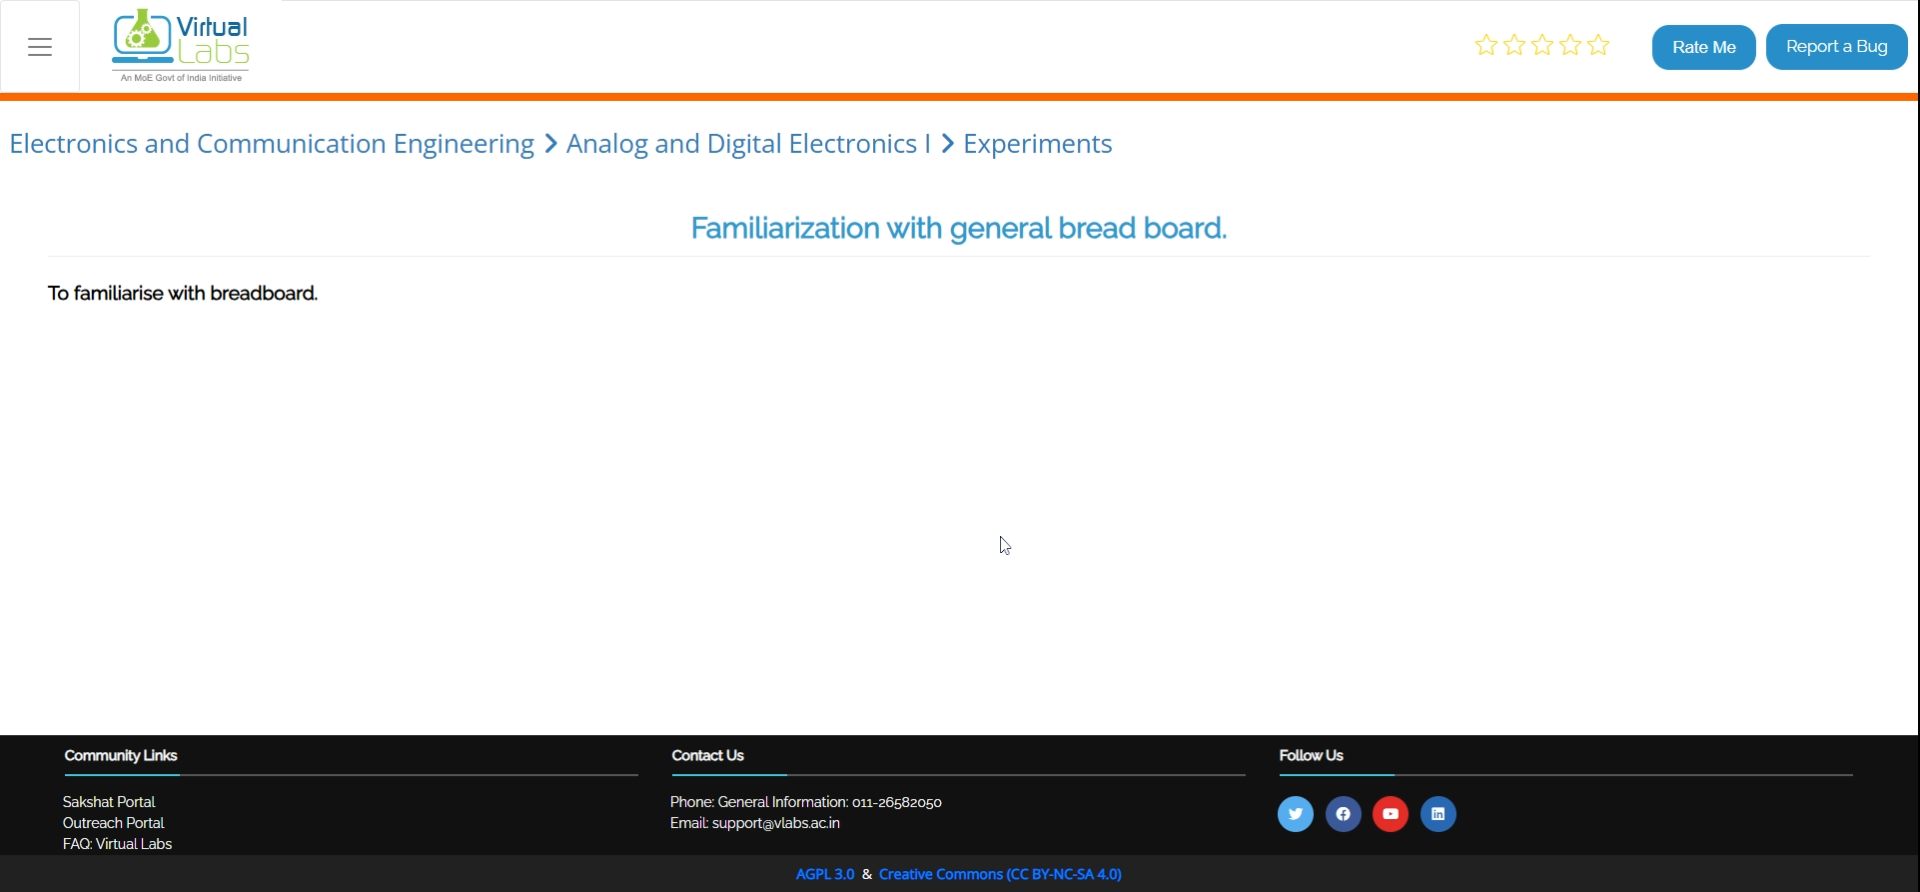 Virtual
Labs
An MoE Govt of India Initiative
Rate Me
Report a Bug
Electronics and Communication Engineering > Analog and Digital Electronics I > Experiments
Familiarization with general bread board.
To familiarise with breadboard.
Community Links
Sakshat Portal
Outreach Portal
FAQ: Virtual Labs
Contact Us
Phone: General Information: 011-26582050
Email: support@vlabs.ac.in
Follow Us
AGPL 3.0 & Creative Commons (CC BY-NC-SA 4.0)